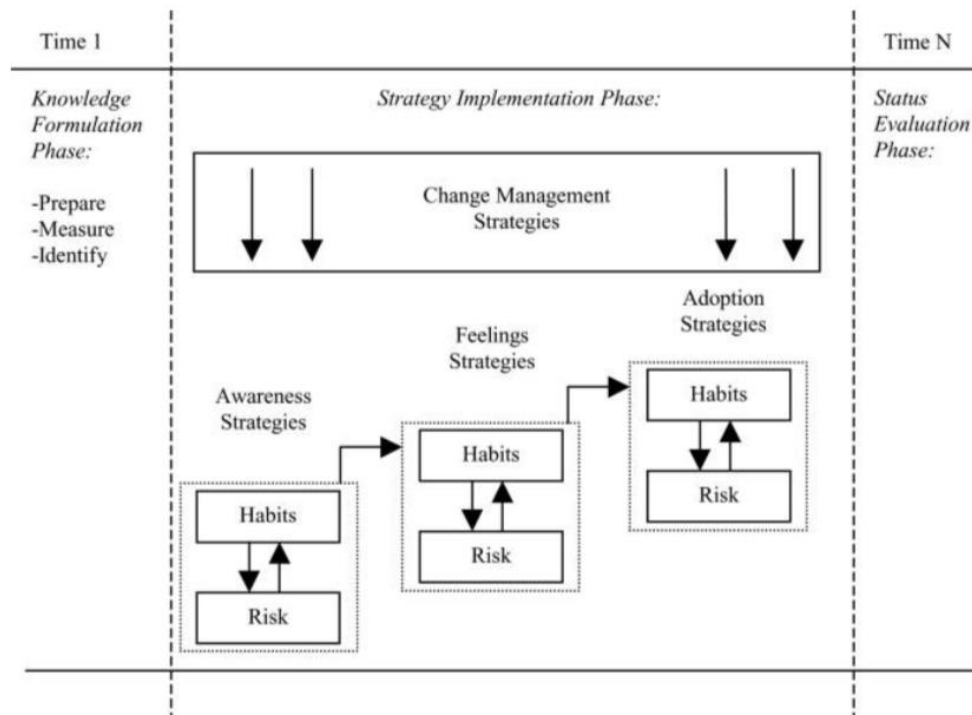 Time 1
Time N
Knowledge
Formulation
Phase:
-Prepare
-Measure
-Identify
Strategy Implementation Phase:
Status
Evaluation
Phase:
Change Management
Strategies
Awareness
Strategies
Habits
Risk
Feelings
Strategies
Habits
Risk
Adoption
Strategies
Habits
Risk